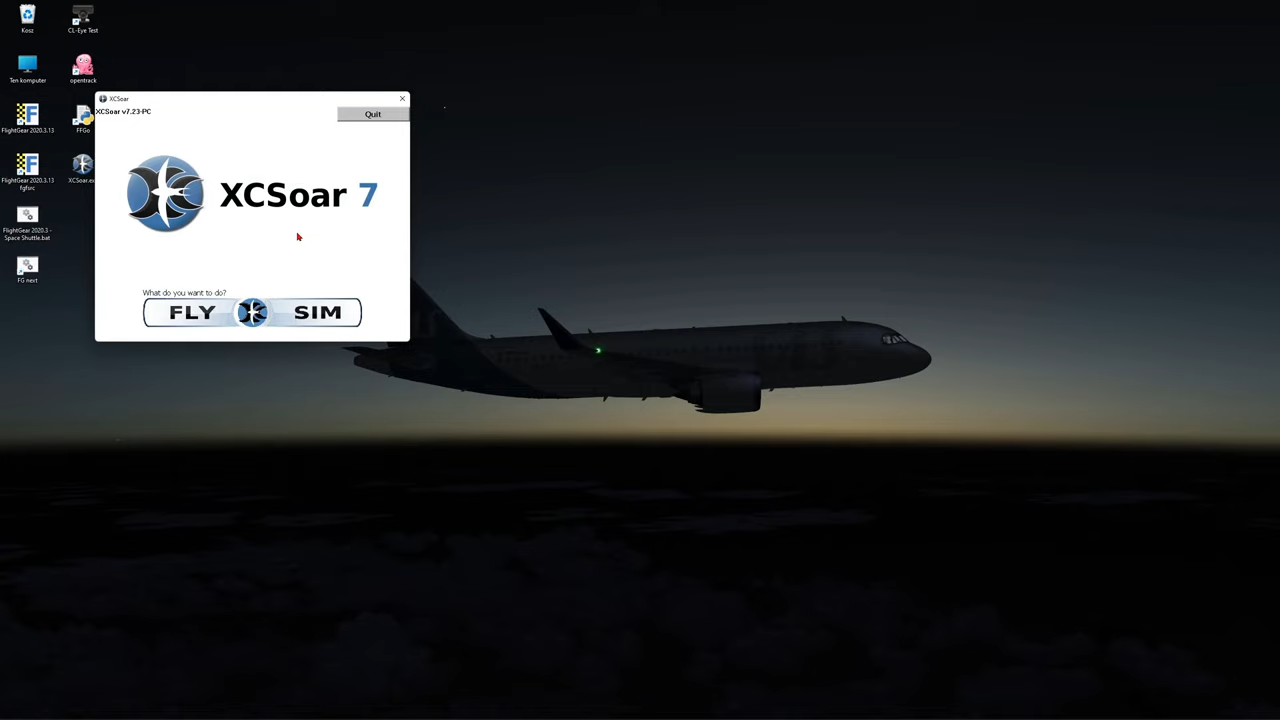 Kosz
CL-Eye Test
Ten komputer
opentrack
FlightGear 2020.3.13
FFGo
FlightGear 2020.3.13
fgfsrc
XCSoar.ex
FlightGear 2020.3 -
Space Shuttle.bat
FG next
XCSoar
XCSoar v7.23-PC
Quit
XCSoar 7
What do you want to do?
FLY SIM